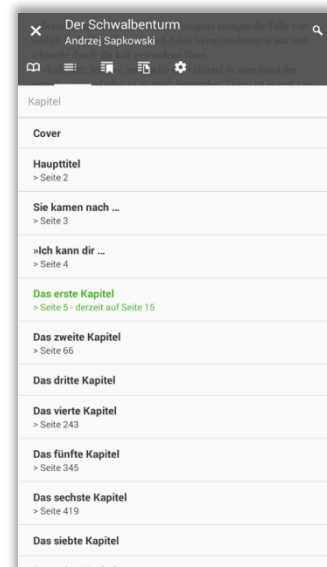 Der Schwalbenturm
Andrzej Sapkowski
Kapitel
Cover
Haupttitel
> Seite 2
Sie kamen nach ...
> Seite 3
»Ich kann dir ...
> Seite 4
Das erste Kapitel
> Seite 5 - derzeit auf Seite 15
Das zweite Kapitel
> Seite 66
Das dritte Kapitel
Das vierte Kapitel
> Seite 243
Das fünfte Kapitel
> Seite 345
Das sechste Kapitel
> Seite 419
Das siebte Kapitel